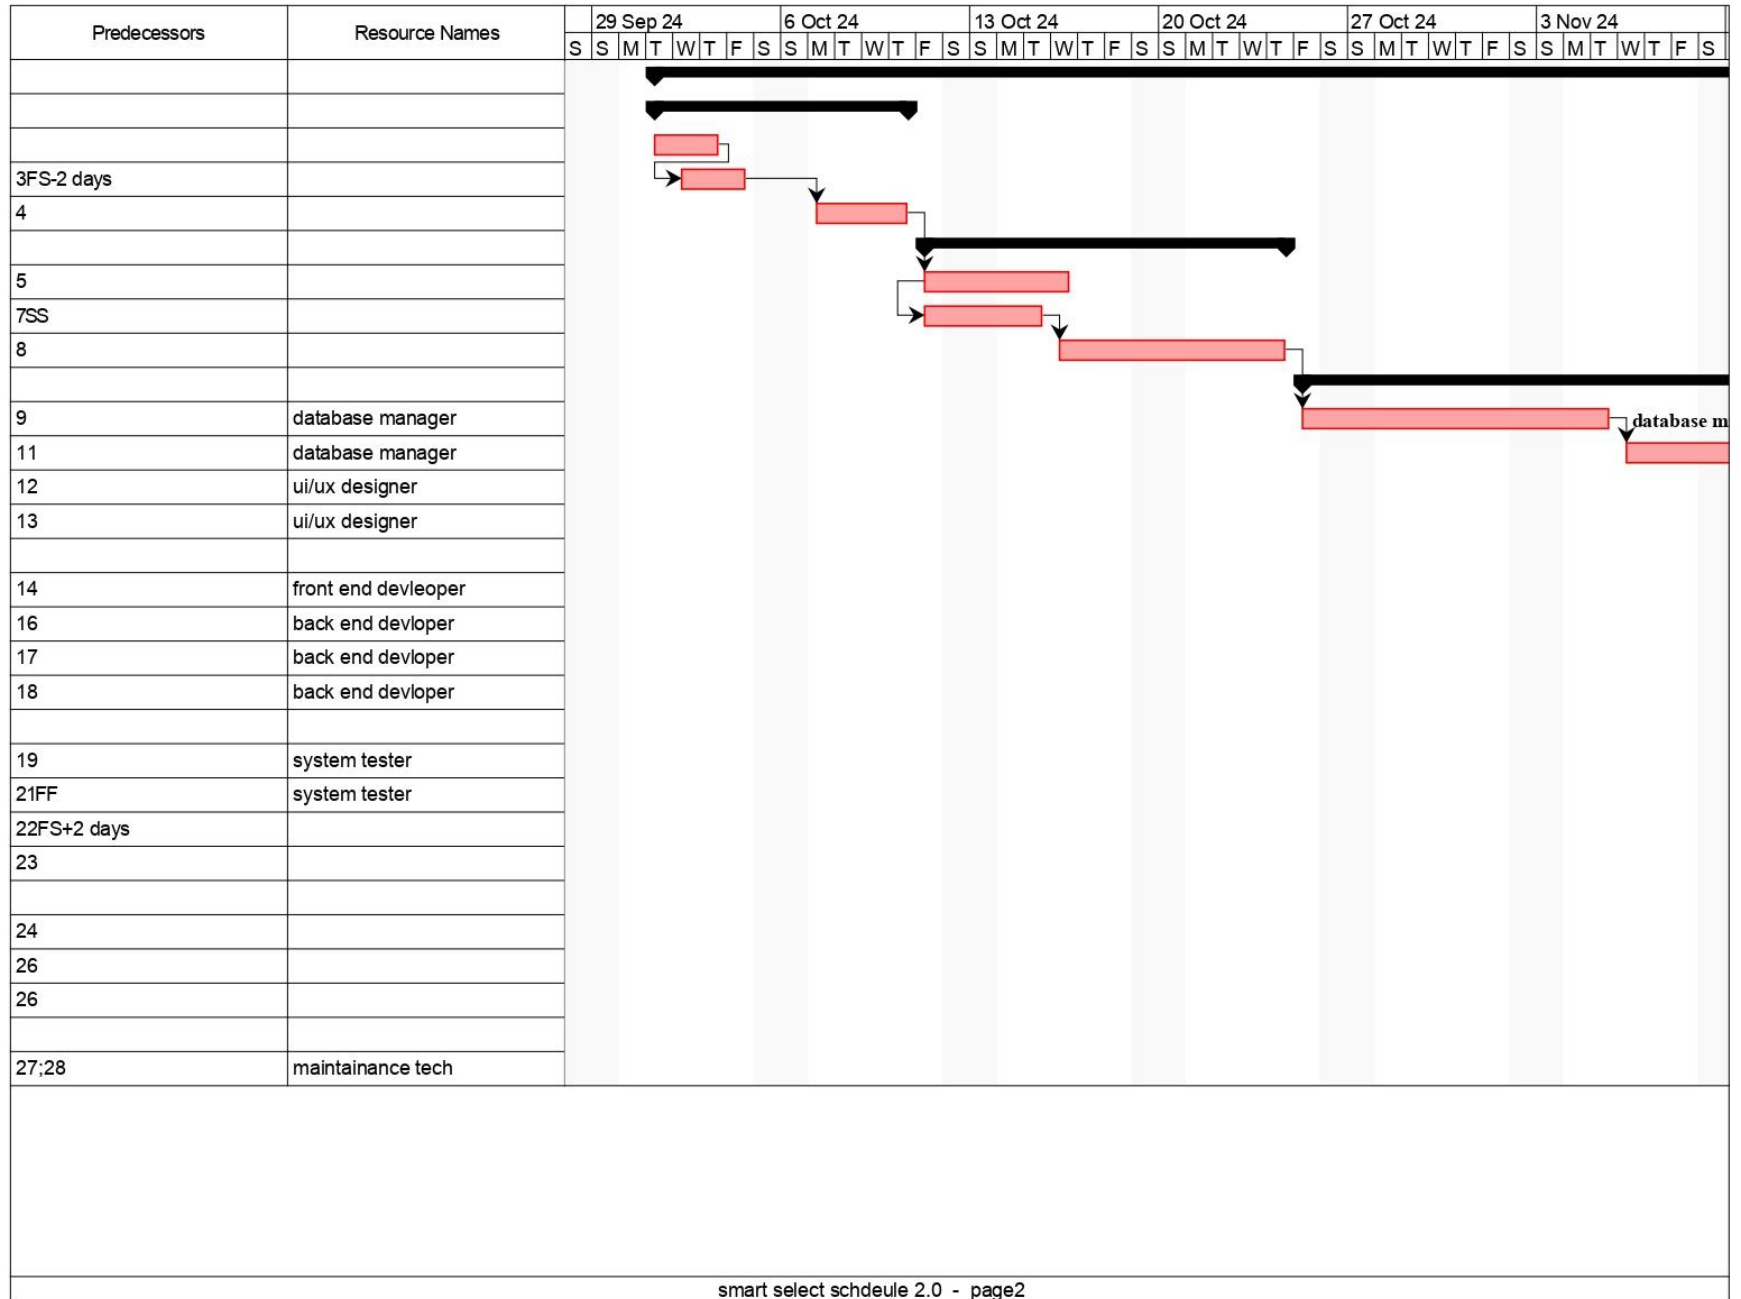 Predecessors Resource Names 29 Sep 24 6 Oct 24 13 Oct 24 20 Oct 24 27 Oct 24 3 Nov 24
S S M T W T F S S M T W T F S S M T W T F S S M T W T F S S M T W T F S S M T W T F S
3FS-2 days
4
5
7SS
8
9 database manager database m
11 database manager
12 ui/ux designer
13 ui/ux designer
14 front end devleoper
16 back end devloper
17 back end devloper
18 back end devloper
19 system tester
21FF system tester
22FS+2 days
23
24
26
26
27;28 maintainance tech
smart select schdeule 2.0 - page2